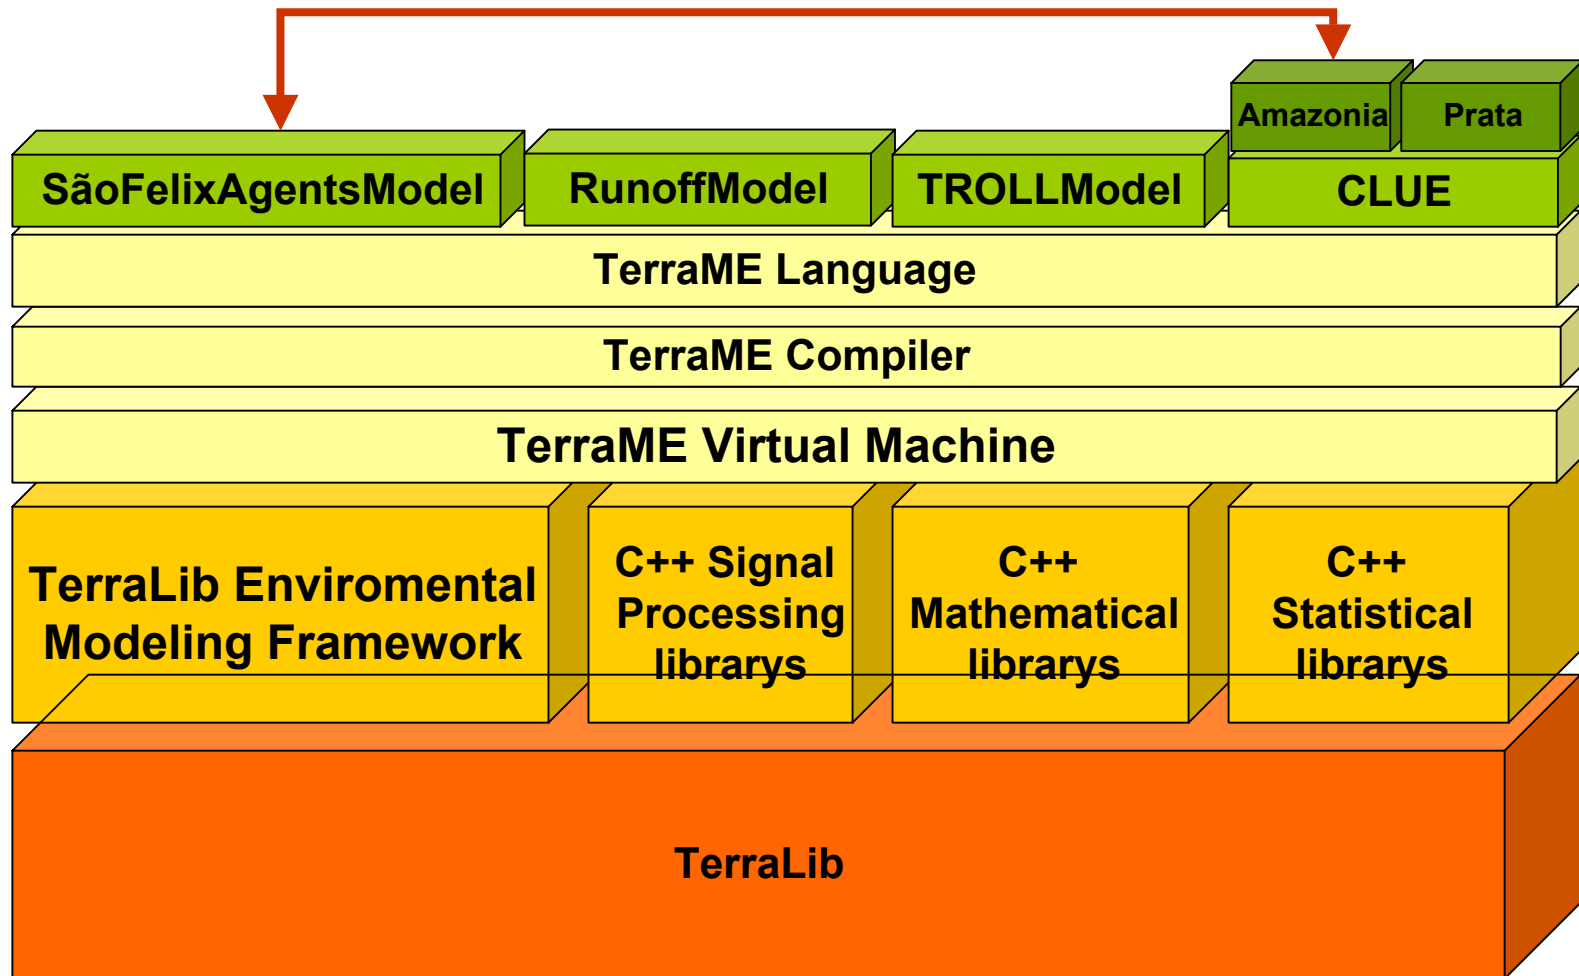 Amazonia
Prata
SãoFelixAgentsModel
RunoffModel
TROLLModel
CLUE
TerraME Language
TerraME Compiler
TerraME Virtual Machine
TerraLib Enviromental
Modeling Framework
C++ Signal
Processing
librarys
C++
Mathematical
librarys
C++
Statistical
librarys
TerraLib